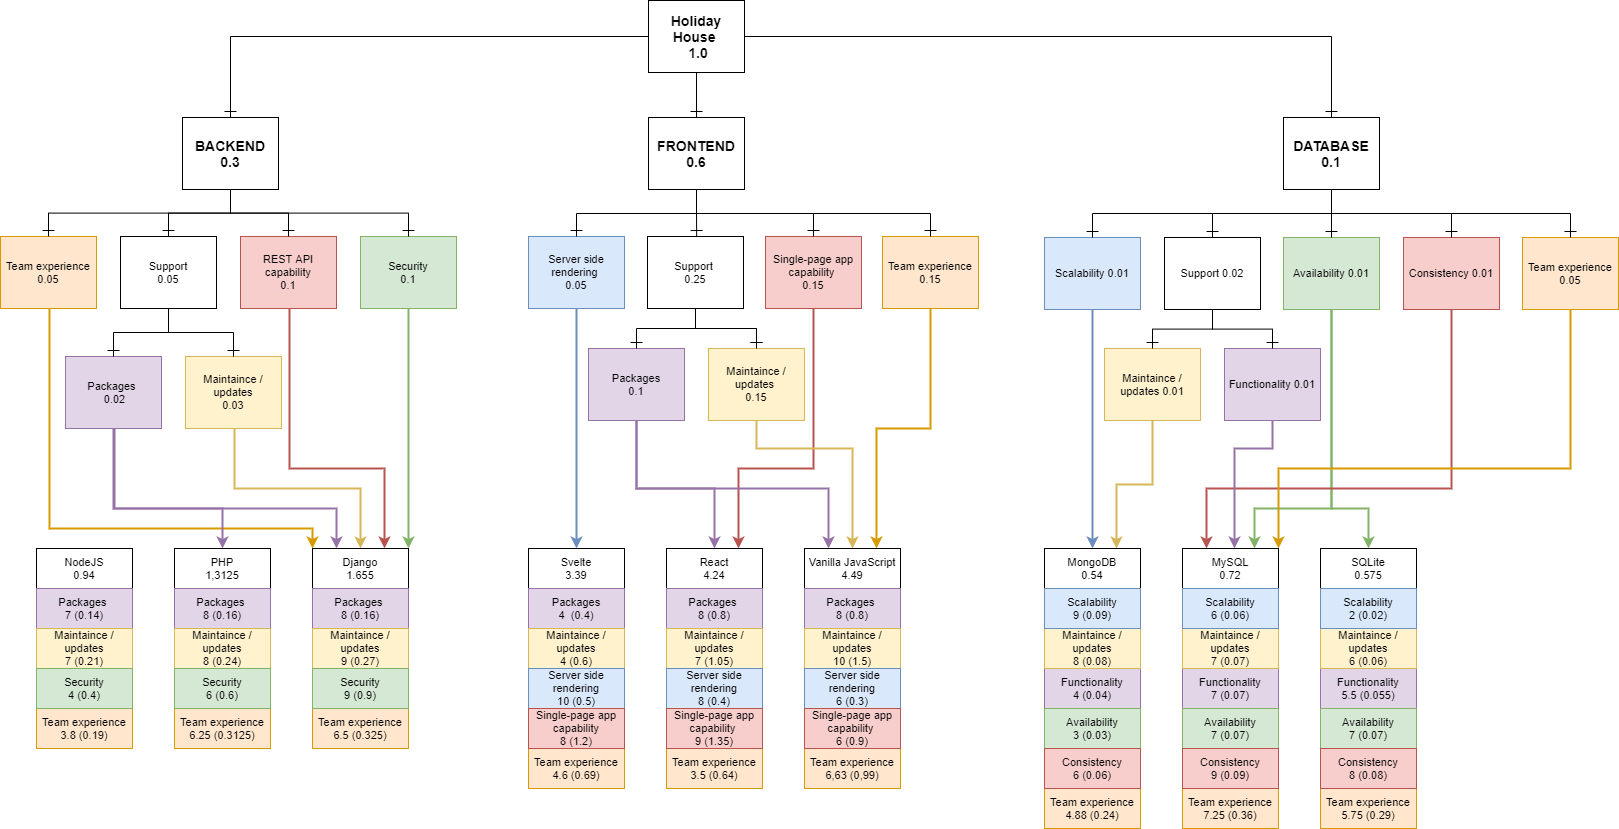 Holiday
House
1.0
BACKEND
0.3
FRONTEND
0.6
DATABASE
0.1
Team experience
0.05
Support
0.05
REST API
capability
0.1
Security
0.1
Packages
0.02
Maintaince /
updates
0.03
Server side
rendering
0.05
Support
0.25
Single-page app
capability
0.15
Team experience
0.15
Packages
0.1
Maintaince /
updates
0.15
Scalability 0.01
Support 0.02
Availability 0.01
Consistency 0.01
Team experience
0.05
Maintaince /
updates 0.01
Functionality 0.01
NodeJS
0.94
Packages
7 (0.14)
Maintaince /
updates
7 (0.21)
Security
4 (0.4)
Team experience
3.8 (0.19)
PHP
1,3125
Packages
8 (0.16)
Maintaince /
updates
8 (0.24)
Security
6 (0.6)
Team experience
6.25 (0.3125)
Django
1.655
Packages
8 (0.16)
Maintaince /
updates
9 (0.27)
Security
9 (0.9)
Team experience
6.5 (0.325)
Svelte
3.39
Packages
4 (0.4)
Maintaince /
updates
4 (0.6)
Server side
rendering
10 (0.5)
Single-page app
capability
8 (1.2)
Team experience
4.6 (0.69)
React
4.24
Packages
8 (0.8)
Maintaince /
updates
7 (1.05)
Server side
rendering
8 (0.4)
Single-page app
capability
9 (1.35)
Team experience
3.5 (0.64)
Vanilla JavaScript
4.49
Packages
8 (0.8)
Maintaince /
updates
10 (1.5)
Server side
rendering
6 (0.3)
Single-page app
capability
6 (0.9)
Team experience
6,63 (0,99)
MongoDB
0.54
Scalability
9 (0.09)
Maintaince /
updates
8 (0.08)
Functionality
4 (0.04)
Availability
3 (0.03)
Consistency
6 (0.06)
Team experience
4.88 (0.24)
MySQL
0.72
Scalability
6 (0.06)
Maintaince /
updates
7 (0.07)
Functionality
7 (0.07)
Availability
7 (0.07)
Consistency
9 (0.09)
Team experience
7.25 (0.36)
SQLite
0.575
Scalability
2 (0.02)
Maintaince /
updates
6 (0.06)
Functionality
5.5 (0.055)
Availability
7 (0.07)
Consistency
8 (0.08)
Team experience
5.75 (0.29)